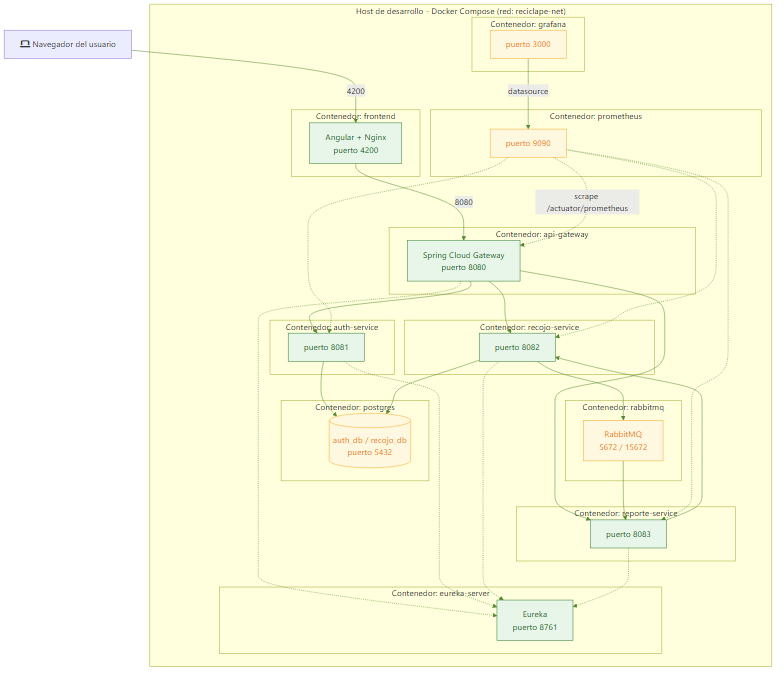 Host de desarrollo - Docker Compose (red: reciclape-net)
Contenedor: grafana
puerto 3000
Navegador del usuario
4200
datasource
Contenedor: frontend
Angular + Nginx
puerto 4200
Contenedor: prometheus
puerto 9090
8080
scrape
/actuator/prometheus
Contenedor: api-gateway
Spring Cloud Gateway
puerto 8080
Contenedor: auth-service
puerto 8081
Contenedor: recojo-service
puerto 8082
Contenedor: postgres
auth_db / recojo_db
puerto 5432
Contenedor: rabbitmq
RabbitMQ
5672 / 15672
Contenedor: reporte-service
puerto 8083
Contenedor: eureka-server
Eureka
puerto 8761